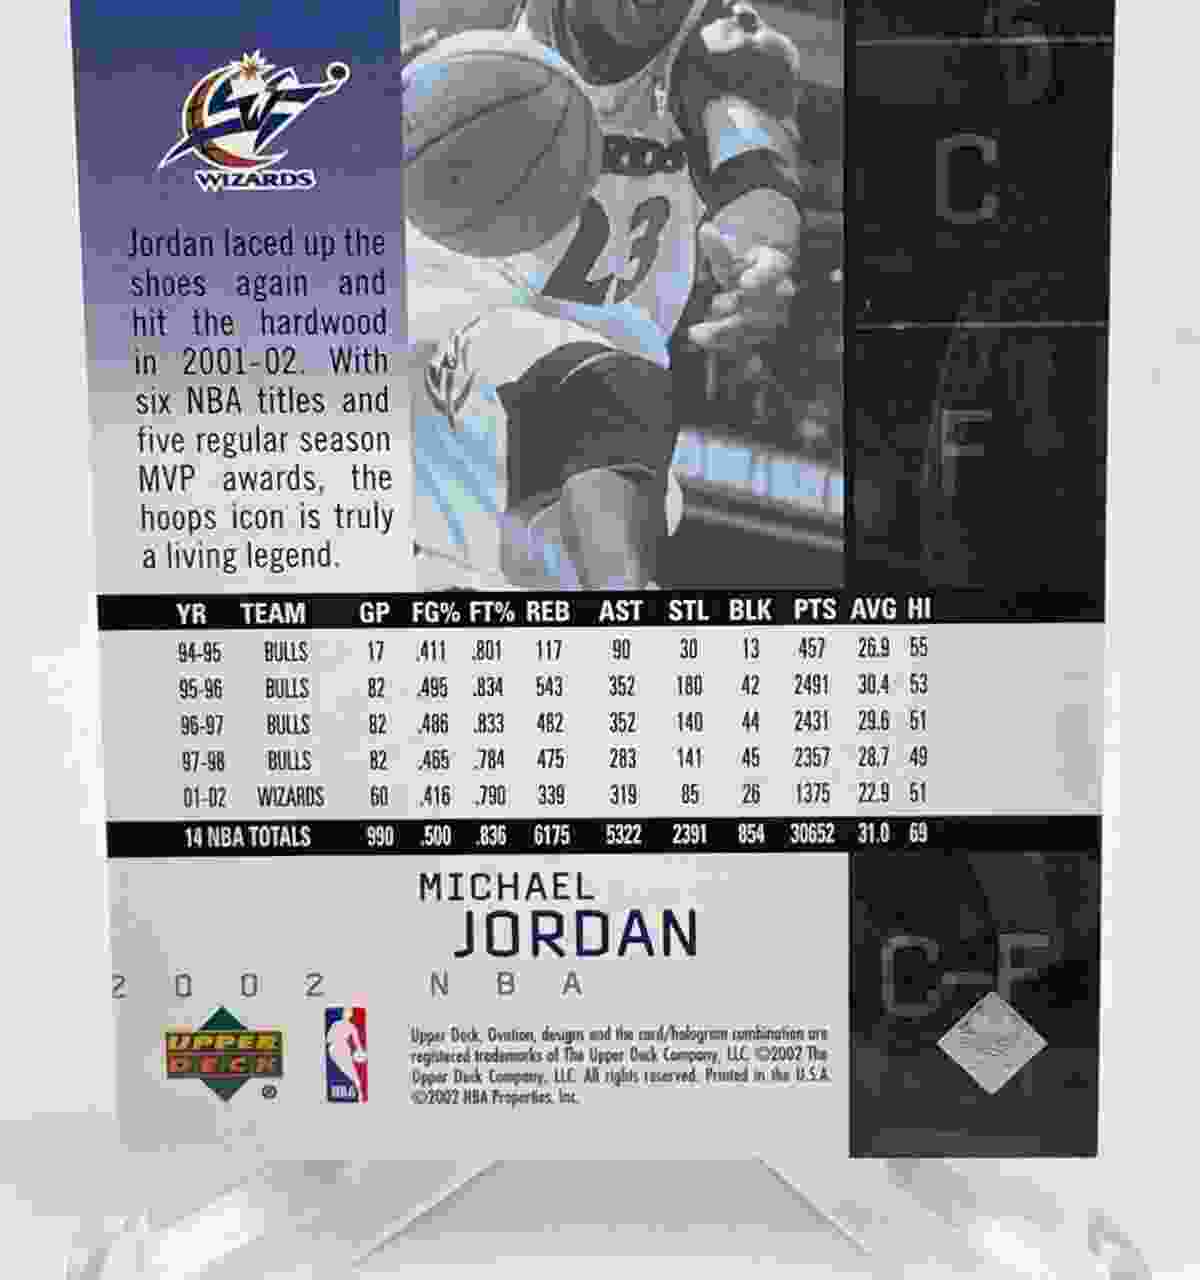 WIZARDS
Jordan laced up the
shoes again and
hit the hardwood
in 2001-02. With
six NBA titles and
five regular season
MVP awards, the
hoops icon is truly
a living legend.
23
C
F
YR TEAM GP FG% FT% REB AST STL BLK PTS AVG HI
94-95 BULLS 17 .411 .801 117 90 30 13 457 26.9 55
95-96 BULLS 82 .495 .834 543 352 180 42 2491 30.4 53
96-97 BULLS 82 .486 .833 482 352 140 44 2431 29.6 51
97-98 BULLS 82 .465 .784 475 283 141 45 2357 28.7 49
01-02 WIZARDS 60 .416 .790 339 319 85 26 1375 22.9 51
14 NBA TOTALS 990 .500 .836 6175 5322 2391 854 30652 31.0 69
MICHAEL
JORDAN
2002 NBA
C-F
UPPER
DECK
®
NBA
Upper Deck, Ovation, designs and the card/hologram combination are
registered trademarks of The Upper Deck Company, LLC. ©2002 The
Upper Deck Company, LLC. All rights reserved. Printed in the U.S.A.
©2002 NBA Properties, Inc.